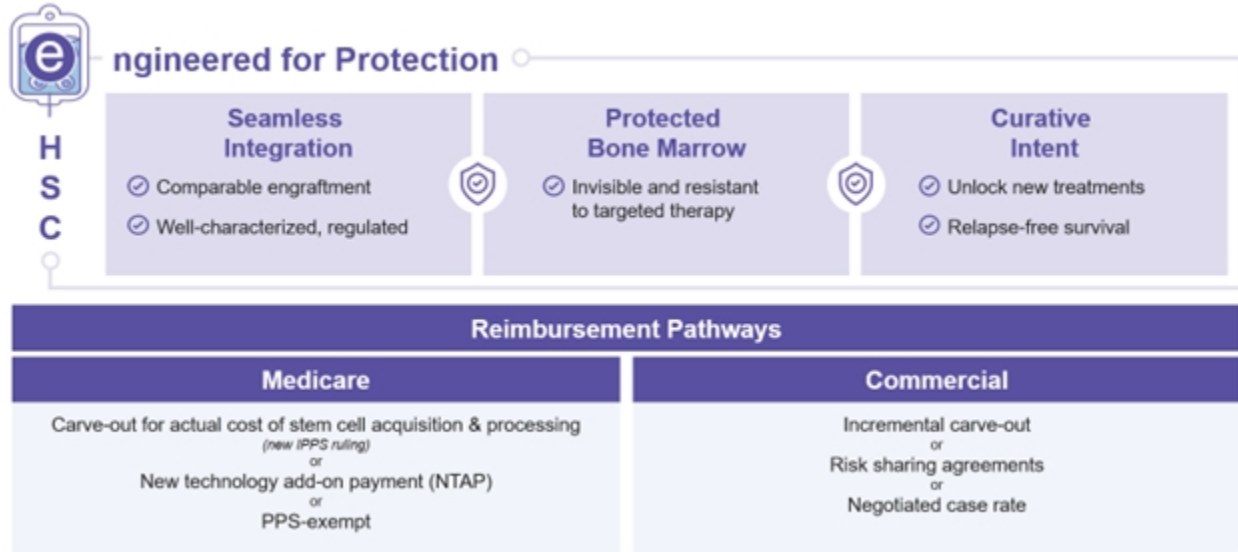 e
ngineered for Protection
H
S
C
Seamless
Integration
Comparable engraftment
Well-characterized, regulated
Protected
Bone Marrow
Invisible and resistant
to targeted therapy
Curative
Intent
Unlock new treatments
Relapse-free survival
Reimbursement Pathways
Medicare
Carve-out for actual cost of stem cell acquisition & processing
(new IPPS ruling)
or
New technology add-on payment (NTAP)
or
PPS-exempt
Commercial
Incremental carve-out
or
Risk sharing agreements
or
Negotiated case rate